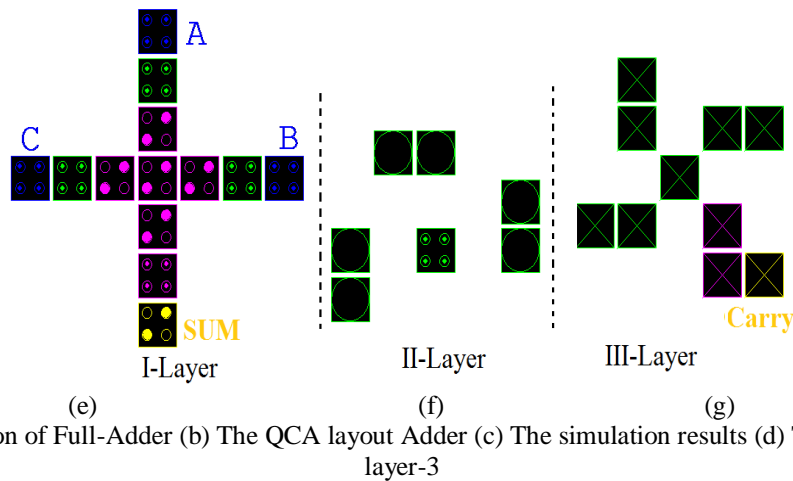 A
C
B
SUM
Carry
I-Layer
II-Layer
III-Layer
(e) (f) (g)
on of Full-Adder (b) The QCA layout Adder (c) The simulation results (d)
layer-3